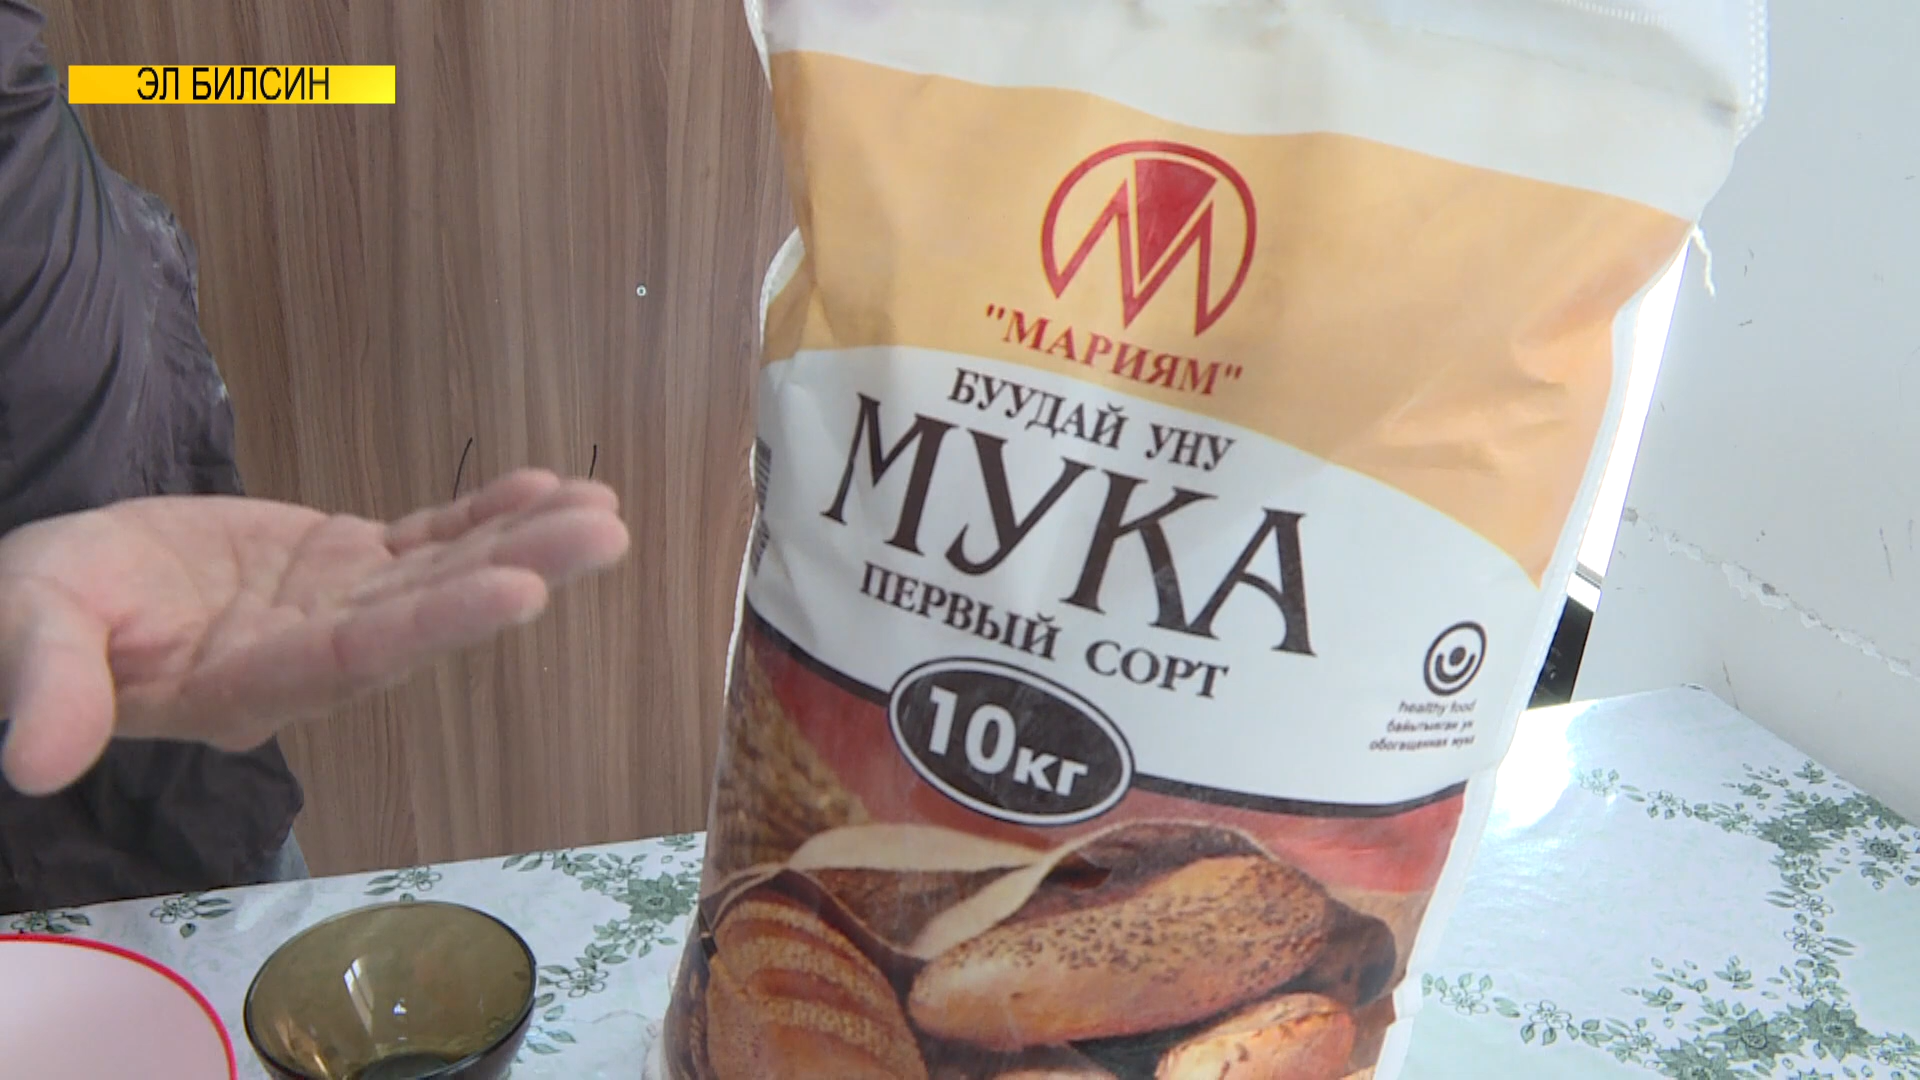 ЭЛ БИЛСИН
"МАРИЯМ"
БУУДАЙ УНУ
МУКА
ПЕРВЫЙ СОРТ
10кг
healthy food
байытылган ун
обогащенная мука